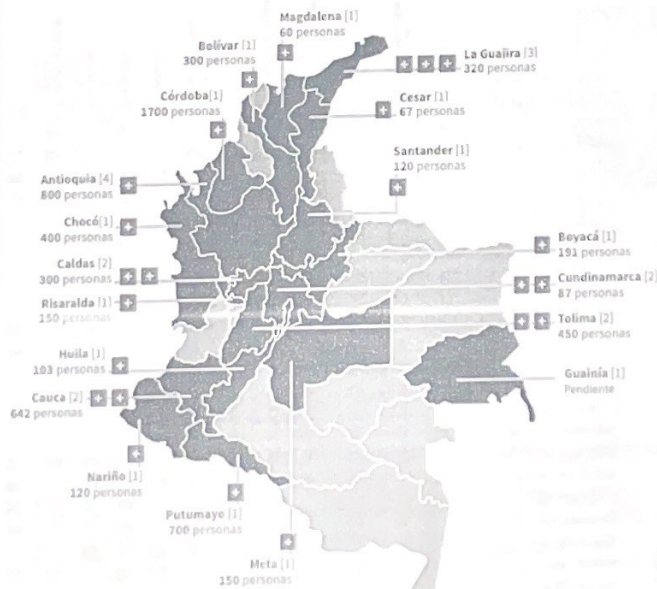 Magdalena [1]
60 personas
Bolívar [1]
300 personas
La Guajira [3]
320 personas
Córdoba[1]
1700 personas
Cesar [1]
67 personas
Santander [1]
120 personas
Antioquia [4]
800 personas
Chocó[1]
400 personas
Boyacá [1]
191 personas
Caldas [2]
300 personas
Cundinamarca [2]
87 personas
Risaralda [1]
150 personas
Tolima [2]
450 personas
Huila [1]
103 personas
Guainía [1]
Pendiente
Cauca [2]
642 personas
Nariño [1]
120 personas
Putumayo [1]
700 personas
Meta [1]
150 personas